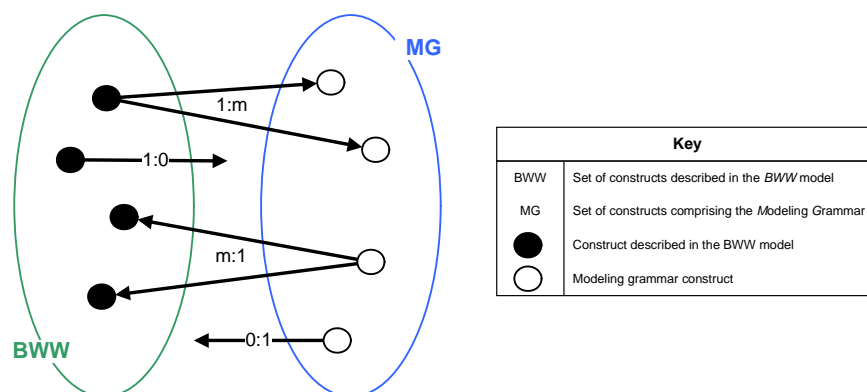 MG
1:m
1:0
m:1
0:1
BWW
Key
BWW Set of constructs described in the BWW model
MG Set of constructs comprising the Modeling Grammar
Construct described in the BWW model
Modeling grammar construct